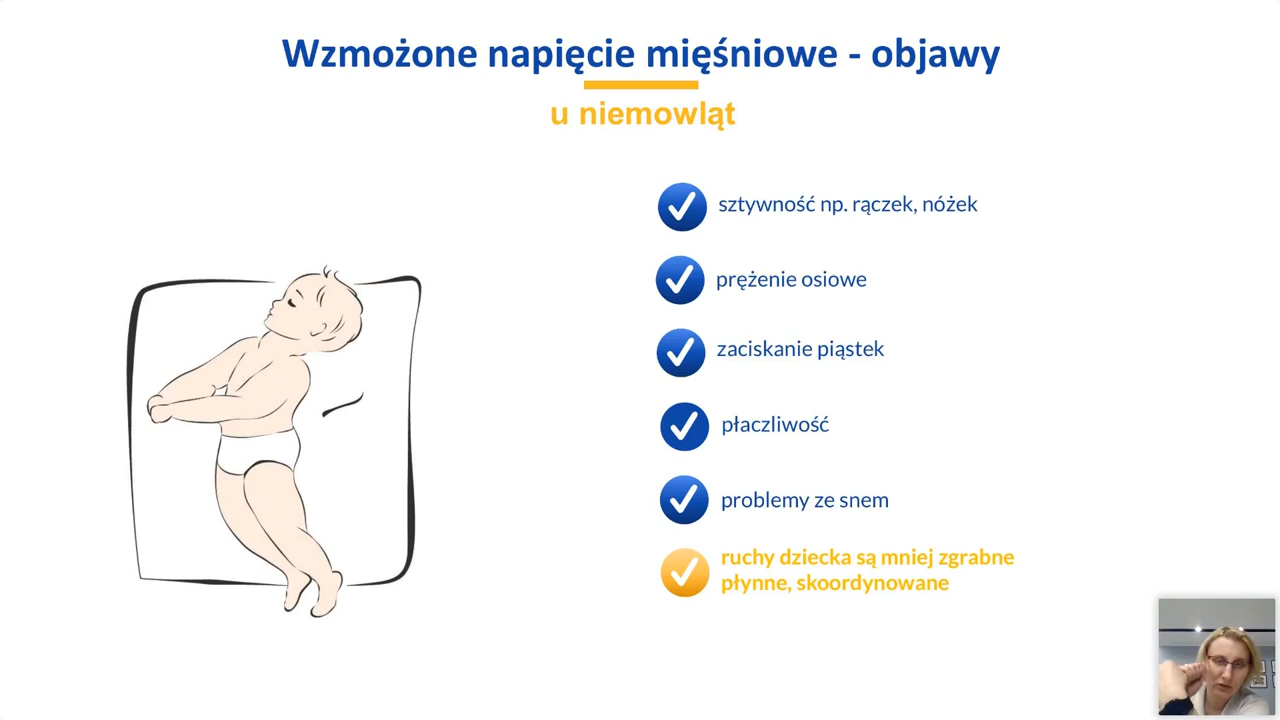 Wzmożone napięcie mięśniowe - objawy
u niemowląt
sztywność np. rączek, nóżek
prężenie osiowe
zaciskanie piąstek
płaczliwość
problemy ze snem
ruchy dziecka są mniej zgrabne
płynne, skoordynowane